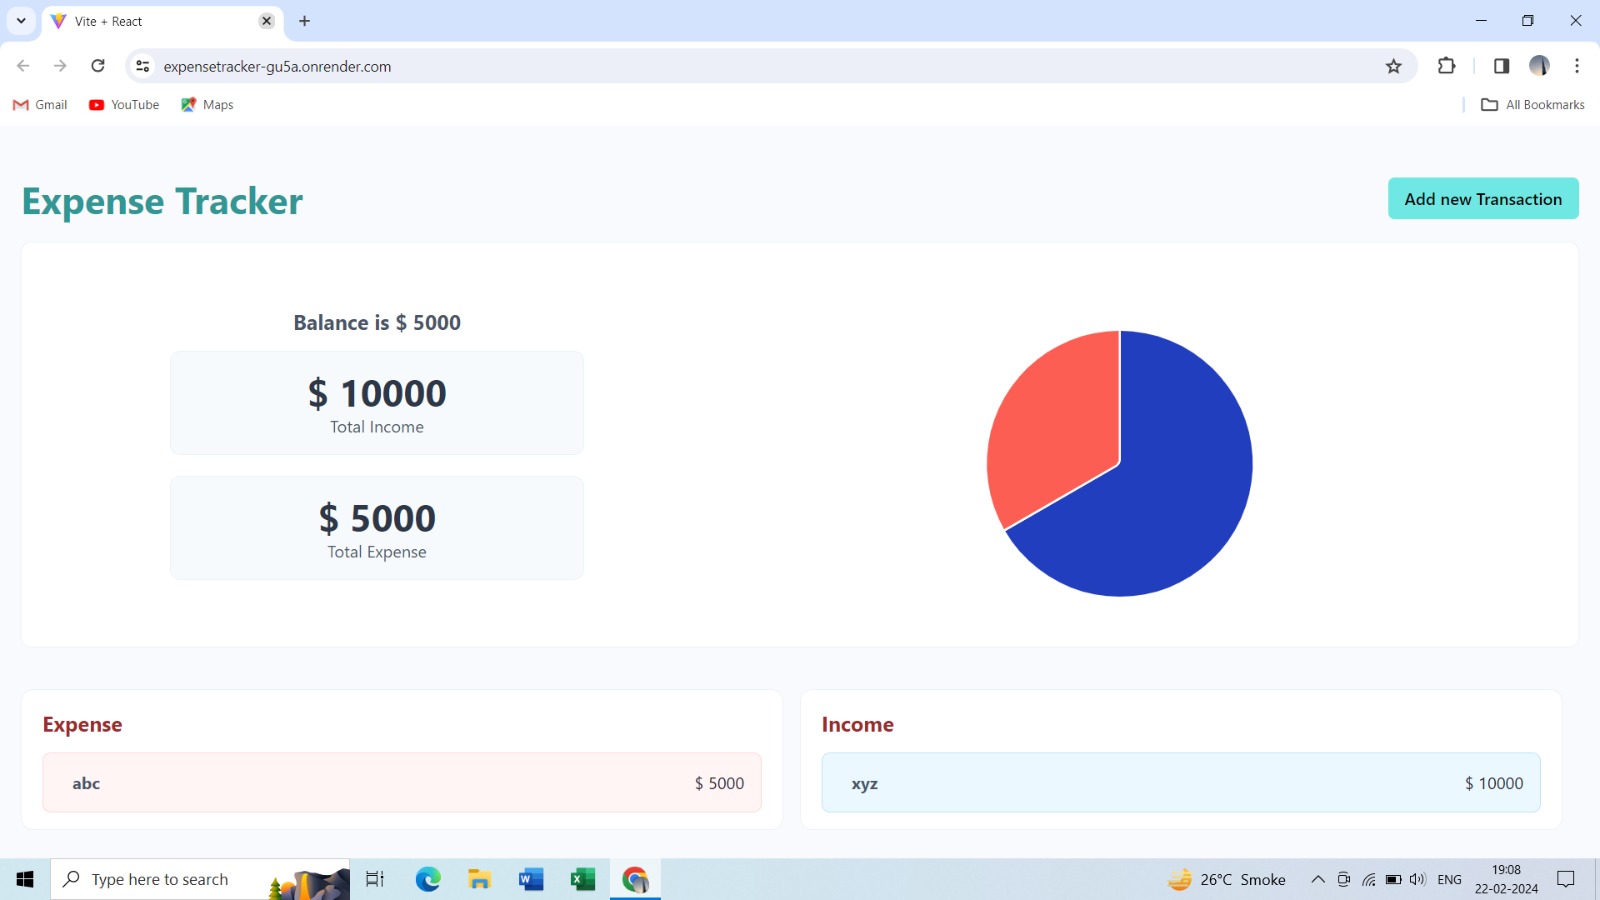 Vite + React
expensetracker-gu5a.onrender.com
Gmail
YouTube
Maps
All Bookmarks
Expense Tracker
Add new Transaction
Balance is $ 5000
$ 10000
Total Income
$ 5000
Total Expense
Expense
abc $ 5000
Income
xyz $ 10000
Type here to search
26°C Smoke
ENG
19:08
22-02-2024